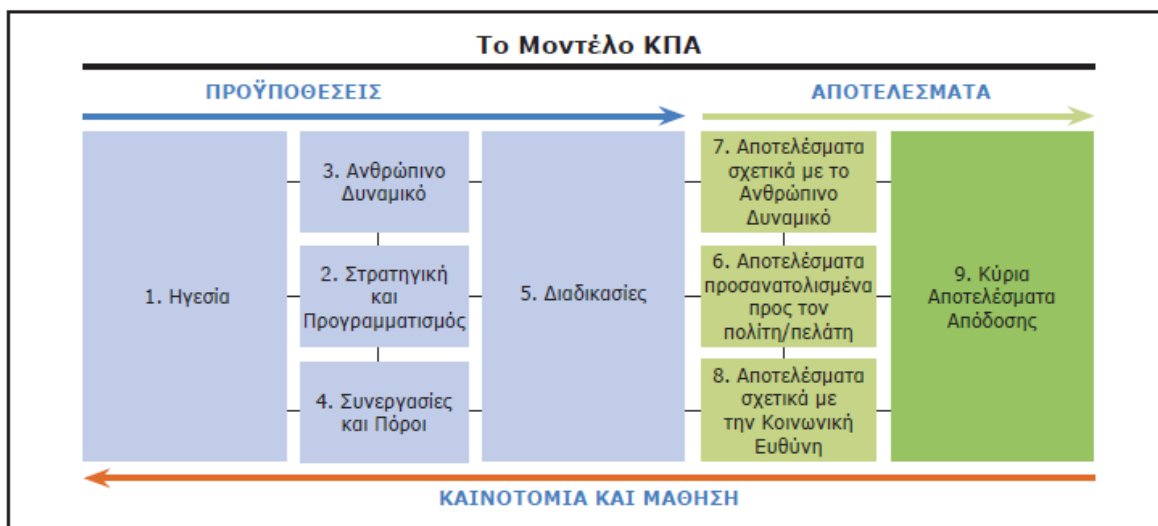 Το Μοντέλο ΚΠΑ
ΠΡΟΫΠΟΘΕΣΕΙΣ
ΑΠΟΤΕΛΕΣΜΑΤΑ
1. Ηγεσία
3. Ανθρώπινο
Δυναμικό
2. Στρατηγική
και
Προγραμματισμός
4. Συνεργασίες
και Πόροι
5. Διαδικασίες
7. Αποτελέσματα
σχετικά με το
Ανθρώπινο
Δυναμικό
6. Αποτελέσματα
προσανατολισμένα
προς τον
πολίτη/πελάτη
8. Αποτελέσματα
σχετικά με
την Κοινωνική
Ευθύνη
9. Κύρια
Αποτελέσματα
Απόδοσης
ΚΑΙΝΟΤΟΜΙΑ ΚΑΙ ΜΑΘΗΣΗ